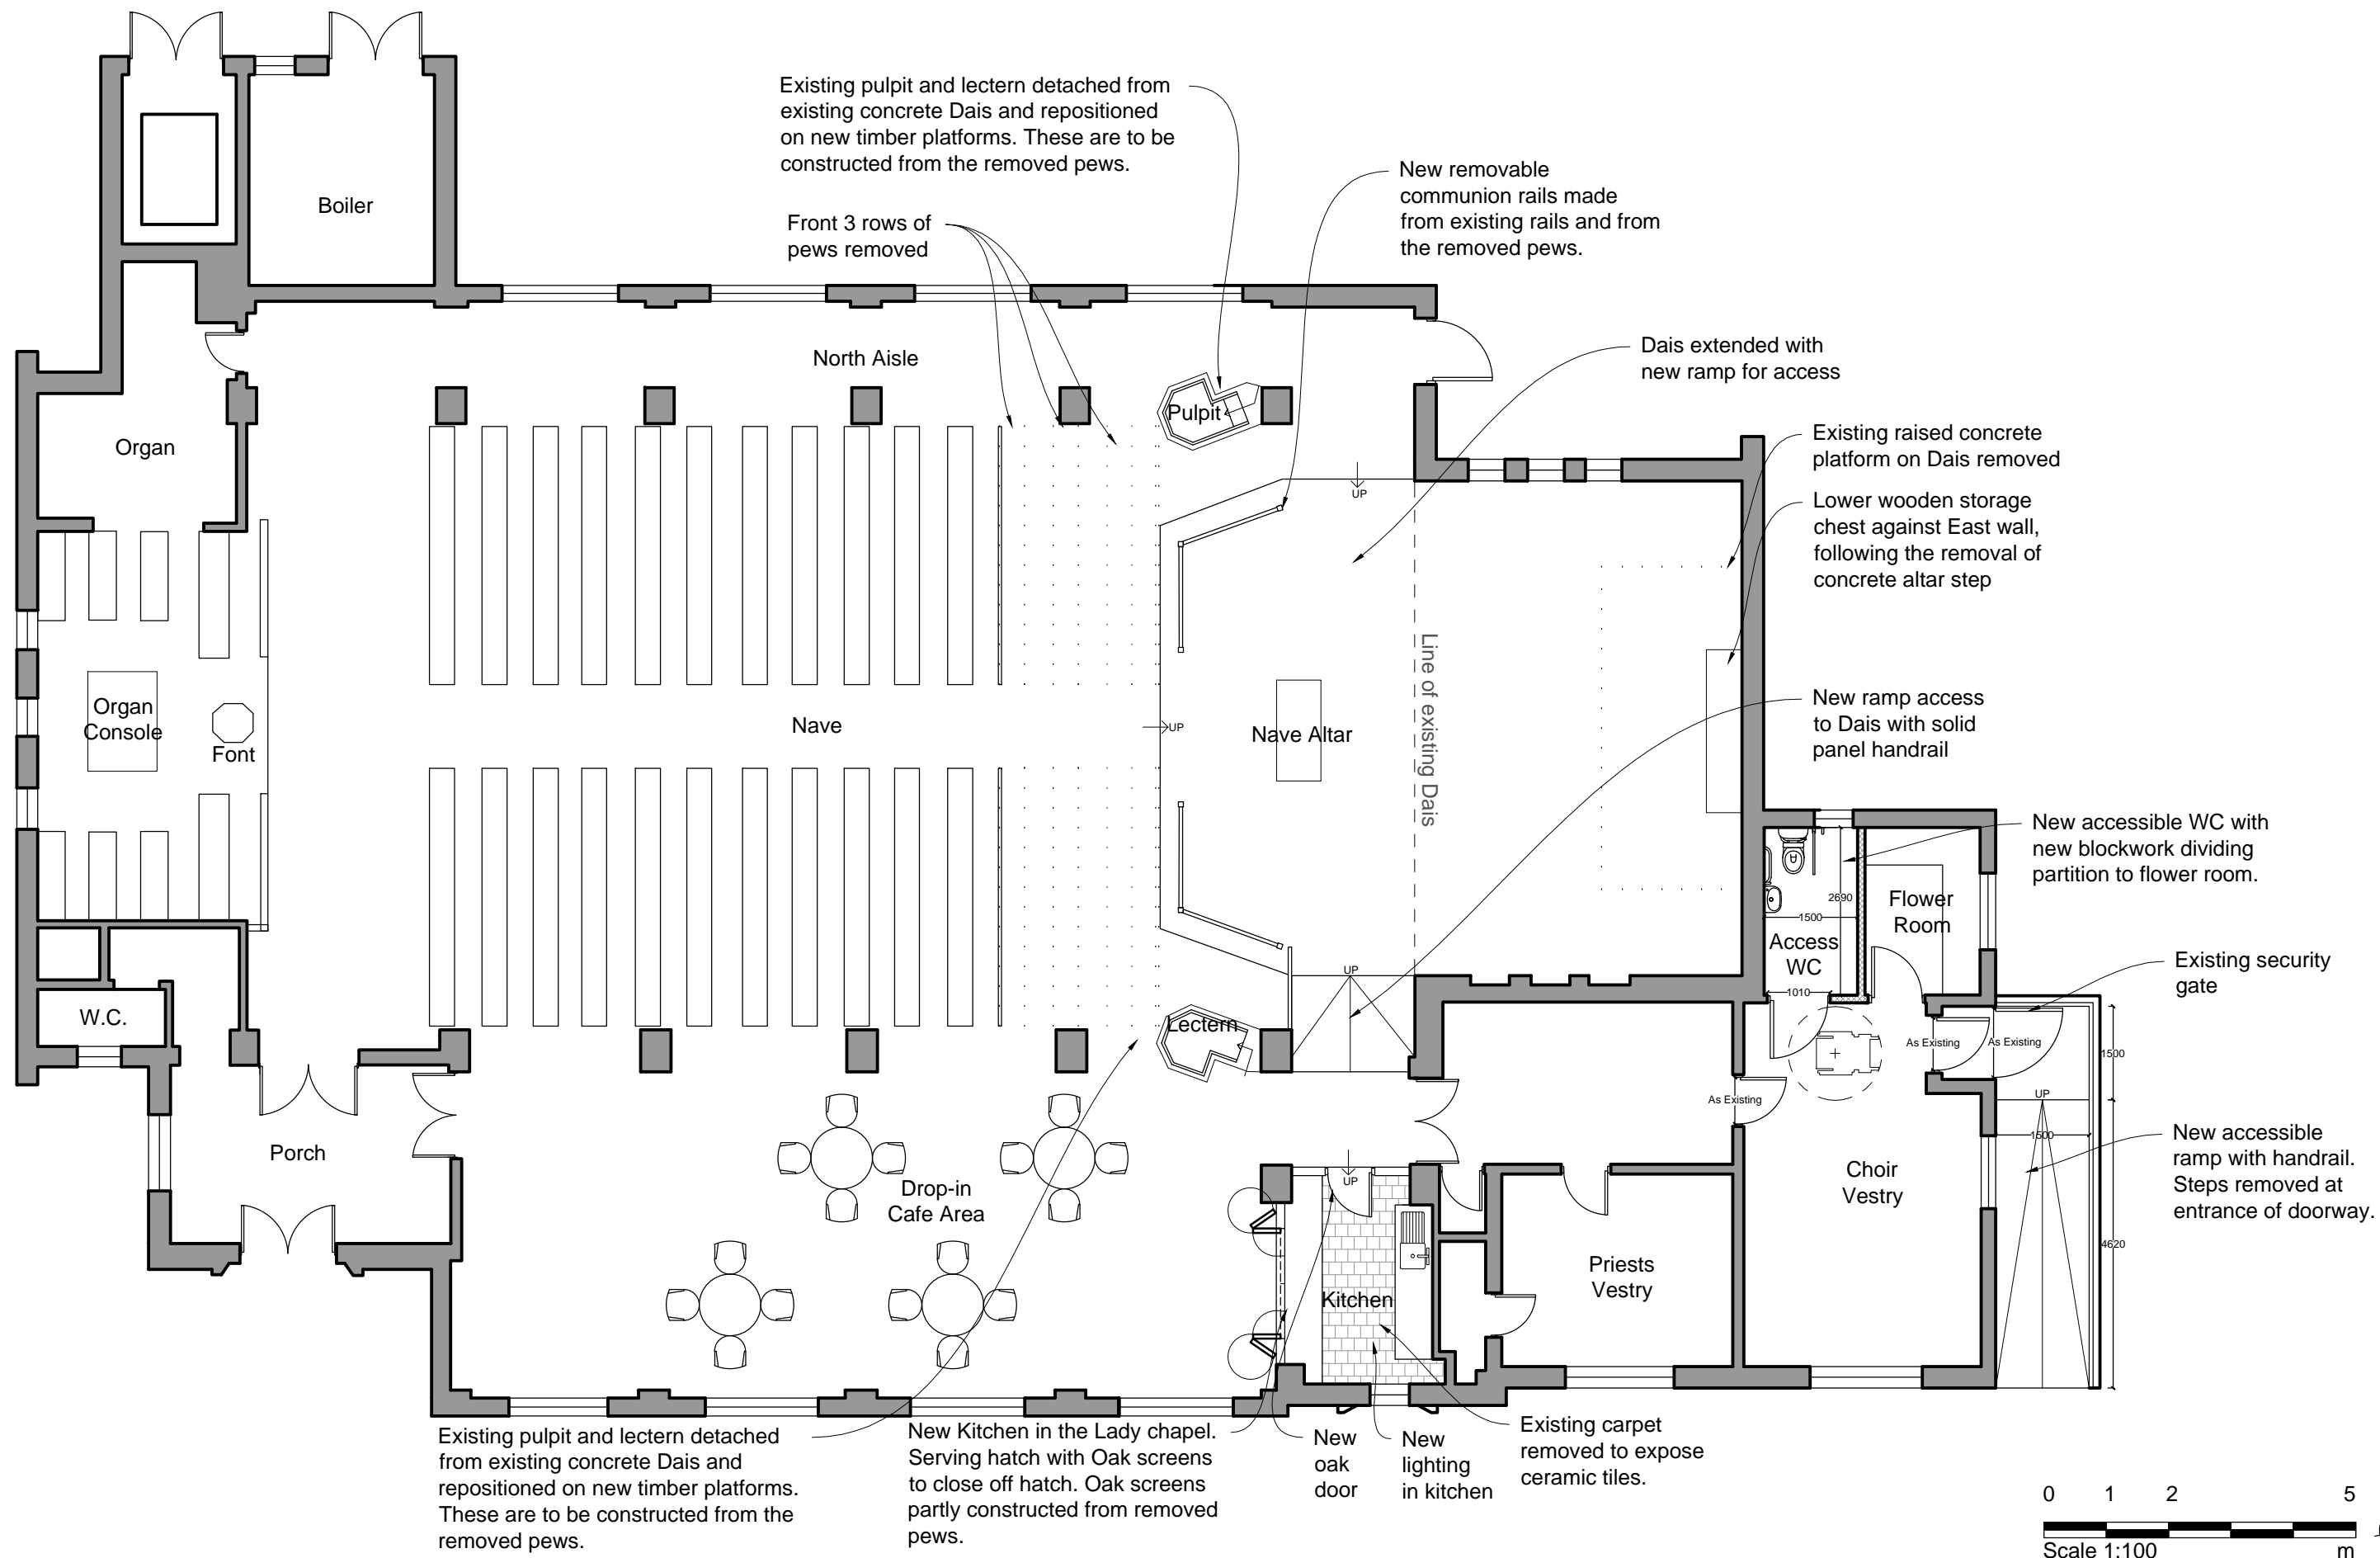 Existing pulpit and lectern detached from
existing concrete Dais and repositioned
on new timber platforms. These are to be
constructed from the removed pews.
New removable
communion rails made
from existing rails and from
the removed pews.
Boiler
Front 3 rows of
pews removed
North Aisle
Dais extended with
new ramp for access
Pulpit
Organ
Existing raised concrete
platform on Dais removed
UP
Lower wooden storage
chest against East wall,
following the removal of
concrete altar step
Line of existing Dais
Organ
Console
Font
Nave
UP
Nave Altar
New ramp access
to Dais with solid
panel handrail
New accessible WC with
new blockwork dividing
partition to flower room.
2690
1500
Flower
Room
Access
WC
1010
Existing security
gate
UP
W.C.
Lectern
As Existing
As Existing
1500
As Existing
UP
1500
New accessible
ramp with handrail.
Steps removed at
entrance of doorway.
4620
Porch
Drop-in
Cafe Area
UP
Choir
Vestry
Priests
Vestry
Kitchen
Existing pulpit and lectern detached
from existing concrete Dais and
repositioned on new timber platforms.
These are to be constructed from the
removed pews.
New Kitchen in the Lady chapel.
Serving hatch with Oak screens
to close off hatch. Oak screens
partly constructed from removed
pews.
New
oak
door
New
lighting
in kitchen
Existing carpet
removed to expose
ceramic tiles.
0 1 2 5
Scale 1:100 m